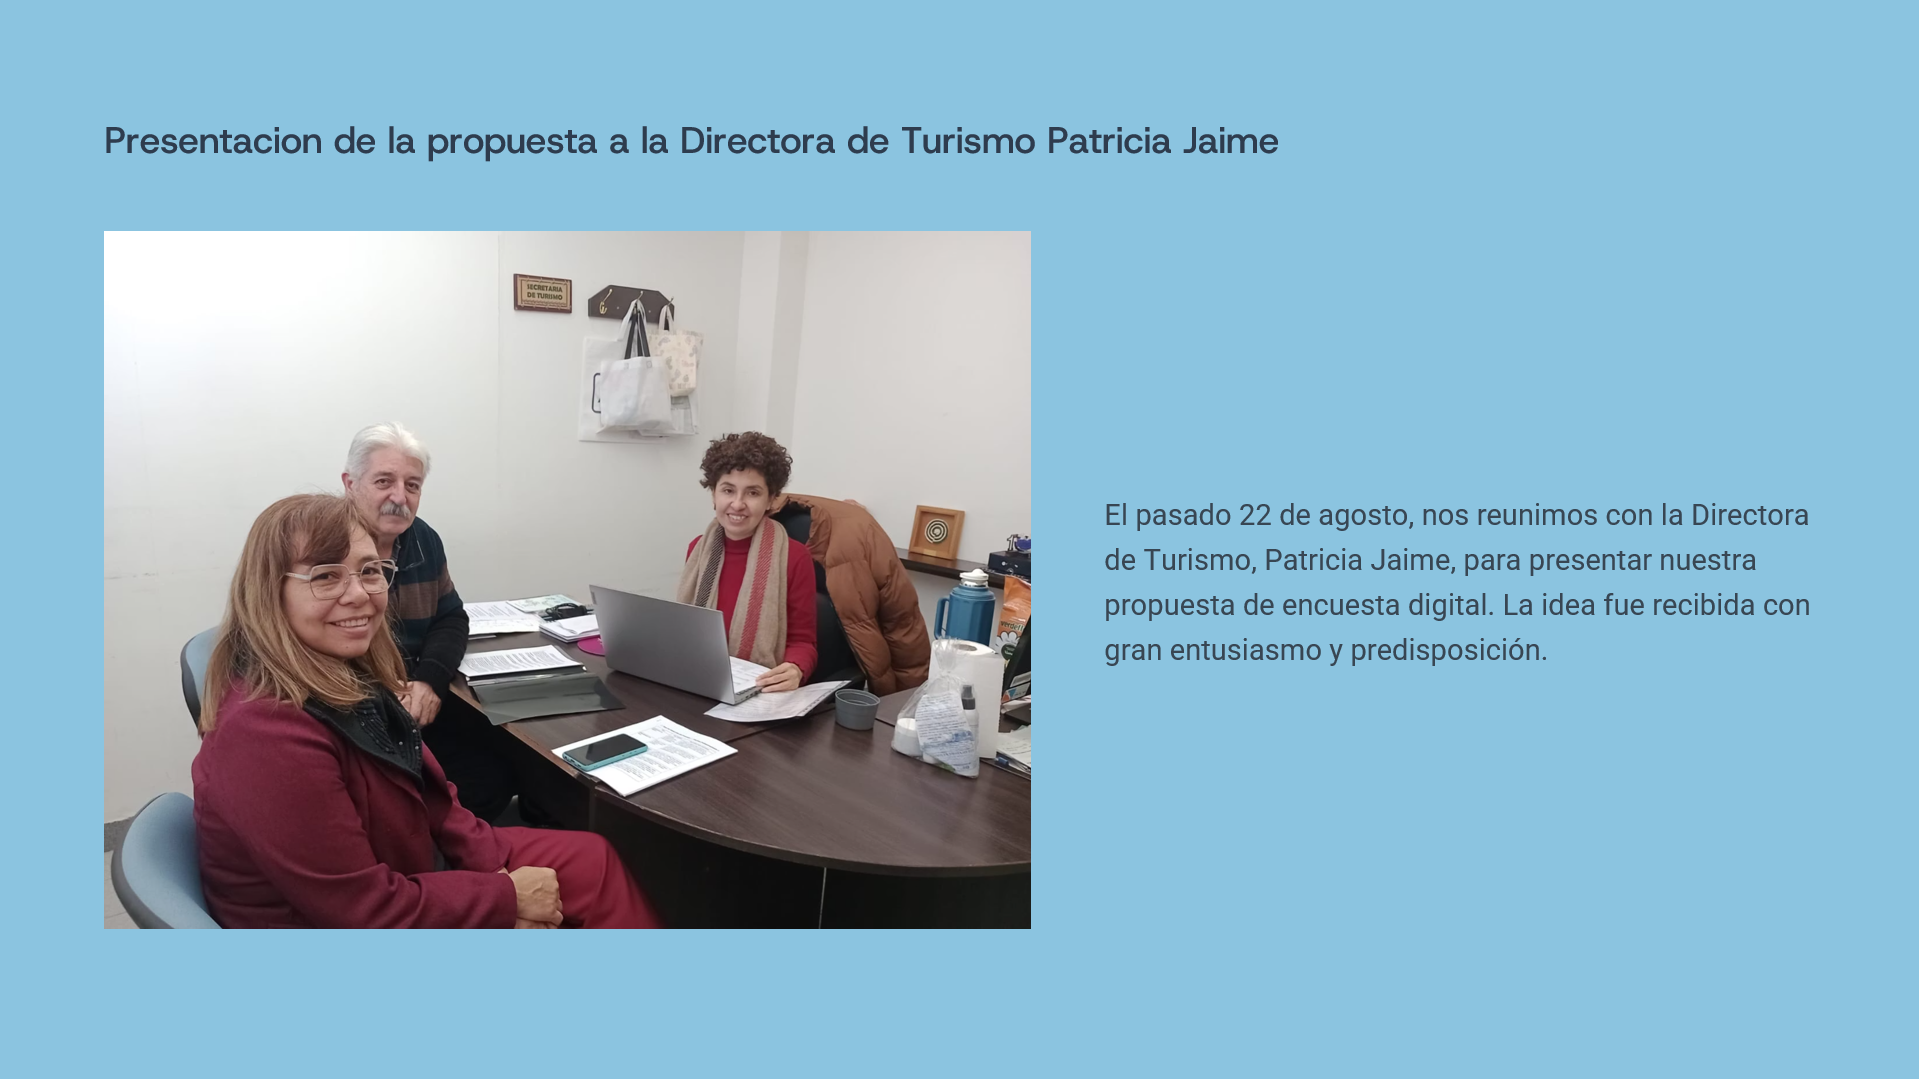 Presentacion de la propuesta a la Directora de Turismo Patricia Jaime
SECRETARIA
DE TURISMO
El pasado 22 de agosto, nos reunimos con la Directora
de Turismo, Patricia Jaime, para presentar nuestra
propuesta de encuesta digital. La idea fue recibida con
gran entusiasmo y predisposición.